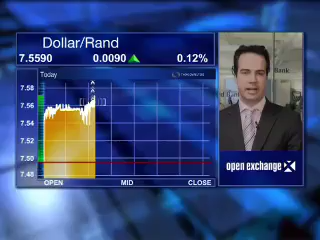 Dollar/Rand
7.5590 0.0090 0.12%
Today
7.58
7.56
7.54
7.52
7.50
7.48
OPEN MID CLOSE
Bank
open exchange